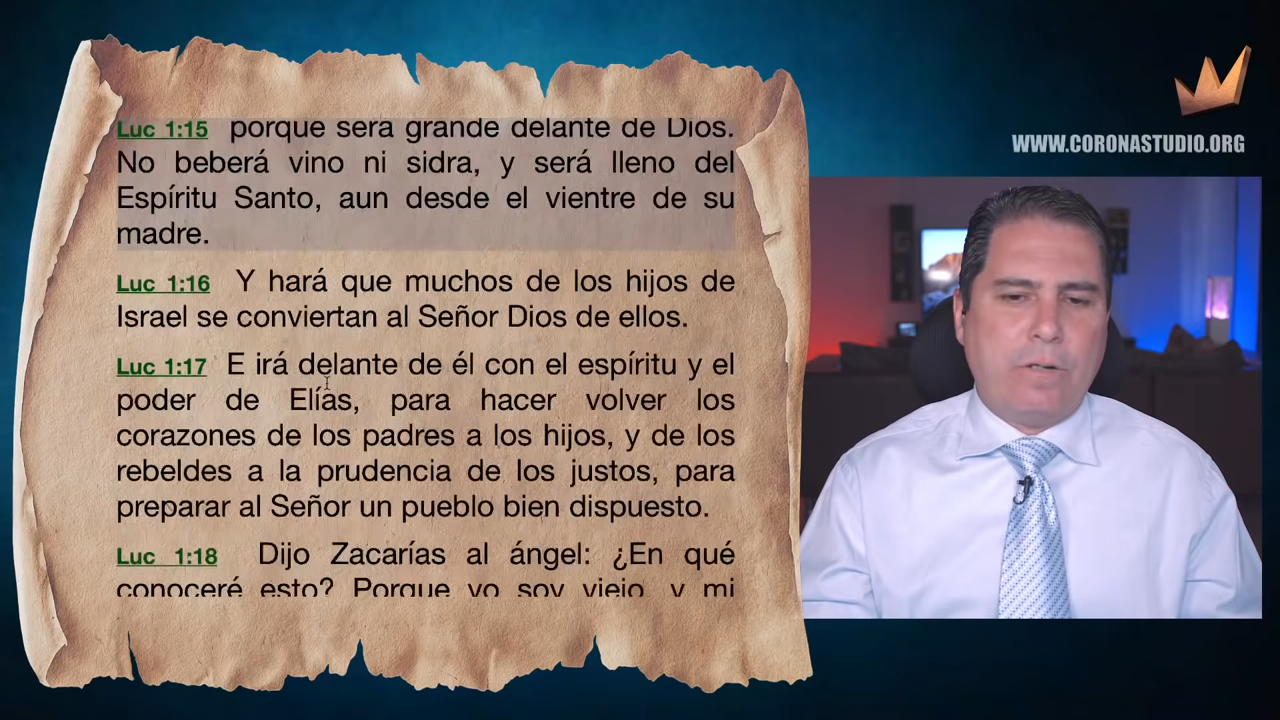 Luc 1:15 porque será grande delante de Dios.
No beberá vino ni sidra, y será lleno del
Espíritu Santo, aun desde el vientre de su
madre.
Luc 1:16 Y hará que muchos de los hijos de
Israel se conviertan al Señor Dios de ellos.
Luc 1:17 E irá delante de él con el espíritu y el
poder de Elías, para hacer volver los
corazones de los padres a los hijos, y de los
rebeldes a la prudencia de los justos, para
preparar al Señor un pueblo bien dispuesto.
Luc 1:18 Dijo Zacarías al ángel: ¿En qué
conoceré esto? Porque yo soy viejo, y mi
WWW.CORONASTUDIO.ORG